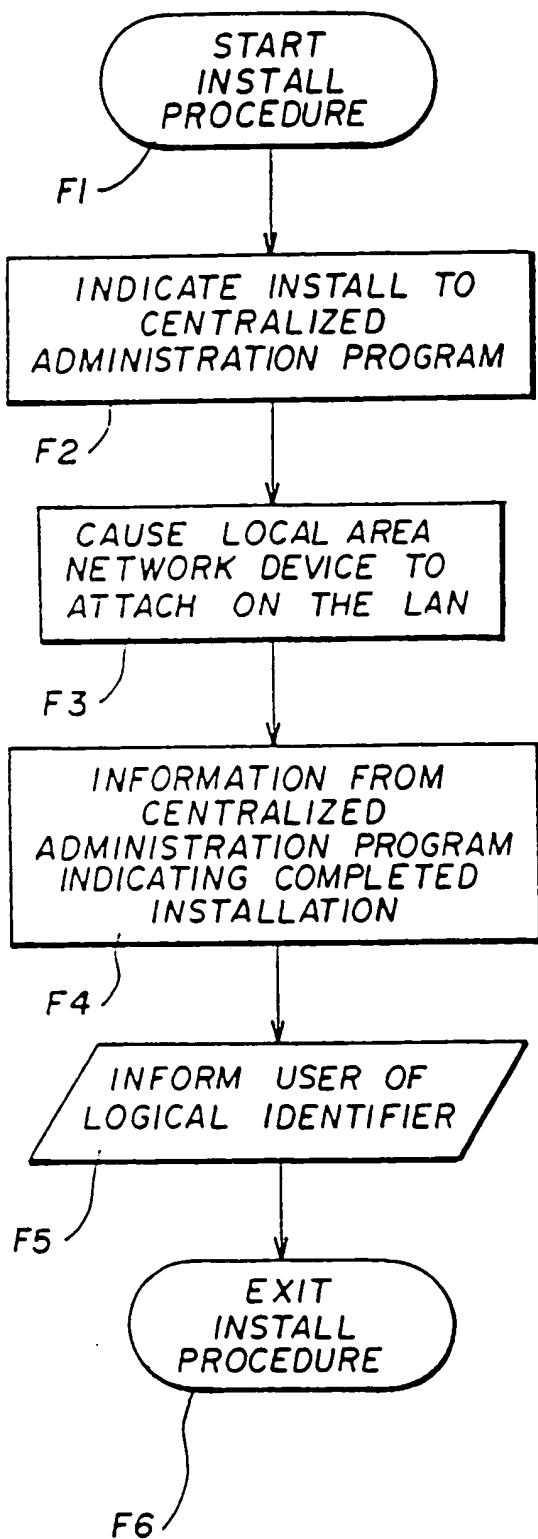 START
INSTALL
PROCEDURE
F1
INDICATE INSTALL TO
CENTRALIZED
ADMINISTRATION PROGRAM
F2
CAUSE LOCAL AREA
NETWORK DEVICE TO
ATTACH ON THE LAN
F3
INFORMATION FROM
CENTRALIZED
ADMINISTRATION PROGRAM
INDICATING COMPLETED
INSTALLATION
F4
INFORM USER OF
LOGICAL IDENTIFIER
F5
EXIT
INSTALL
PROCEDURE
F6